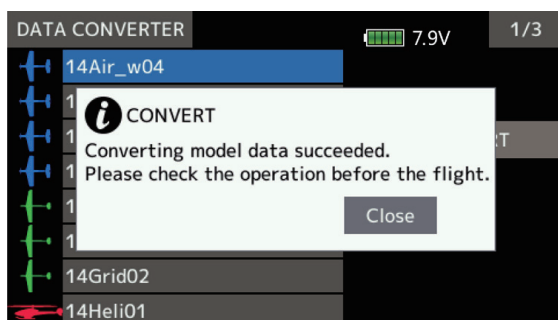 DATA CONVERTER
7.9V
1/3
14Air_w04
CONVERT
Converting model data succeeded.
Please check the operation before the flight.
Close
14Grid02
14Heli01